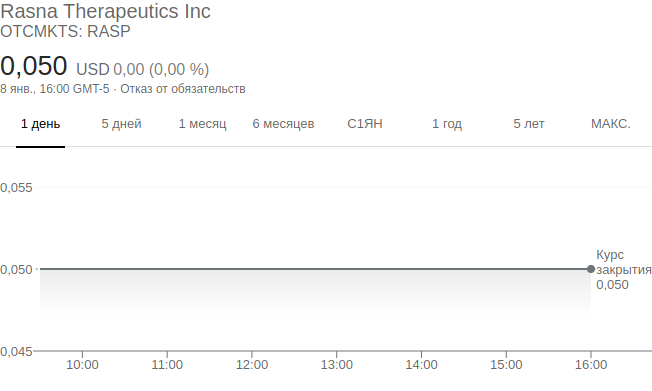 Rasna Therapeutics Inc
OTCMKTS: RASP
0,050 USD 0,00 (0,00 %)
8 янв., 16:00 GMT-5 · Отказ от обязательств
1 день 5 дней 1 месяц 6 месяцев С1ЯН 1 год 5 лет МАКС.
0,055
Курс
0,050 закрытия
0,050
0,045
10:00 11:00 12:00 13:00 14:00 15:00 16:00